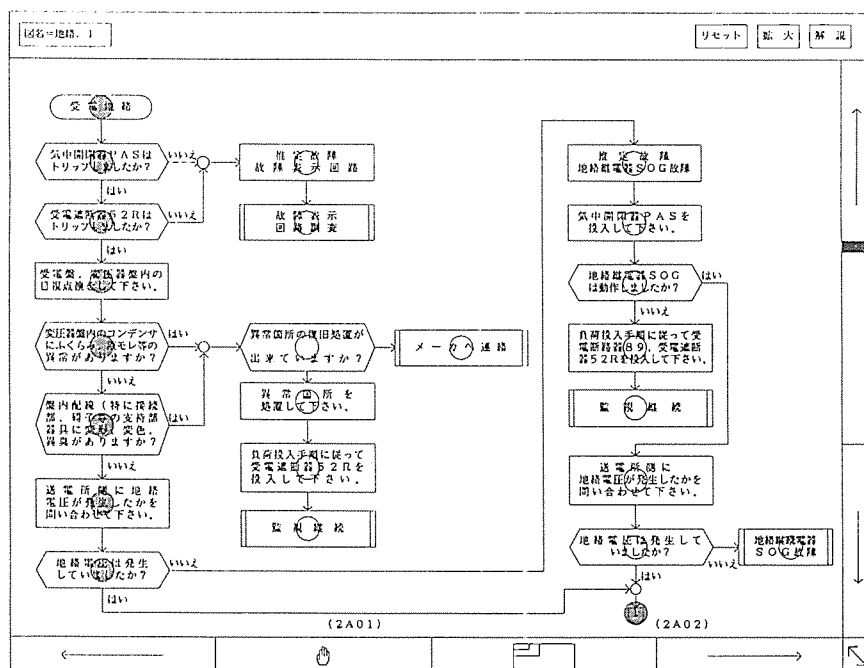 図名=地絡．1
リセット
拡大
解説
受電地絡
気中開閉器PASは
トリップしましたか？
いいえ
はい
推定故障
故障表示回路
受電遮断器52Rは
トリップしましたか？
いいえ
はい
故障表示
回路調査
受電盤，変圧器盤内の
目視点検をして下さい。
変圧器盤内のコンデンサ
にふくらみ，液モレ等の
異常がありますか？
はい
いいえ
異常箇所の復旧処置が
出来ていますか？
メーカへ連絡
異常箇所を
処置して下さい。
盤内配線（特に接続
部，碍子等の支持部
器具に変形，変色，
異臭がありますか？
はい
いいえ
負荷投入手順に従って
受電遮断器52Rを
投入して下さい。
監視継続
送電所側に地絡
電圧が発生したかを
問い合わせて下さい。
地絡電圧は発生
していましたか？
いいえ
はい
(2A01)
推定故障
地絡継電器SOG故障
気中開閉器PASを
投入して下さい。
地絡継電器SOG
は動作しましたか？
はい
いいえ
負荷投入手順に従って受
電断路器(89)，受電遮断
器52Rを投入して下さい。
監視継続
送電所側に
地絡電圧が発生したかを
問い合わせて下さい。
地絡電圧は発生して
いましたか？
いいえ
はい
地絡継電器
SOG故障
(2A02)